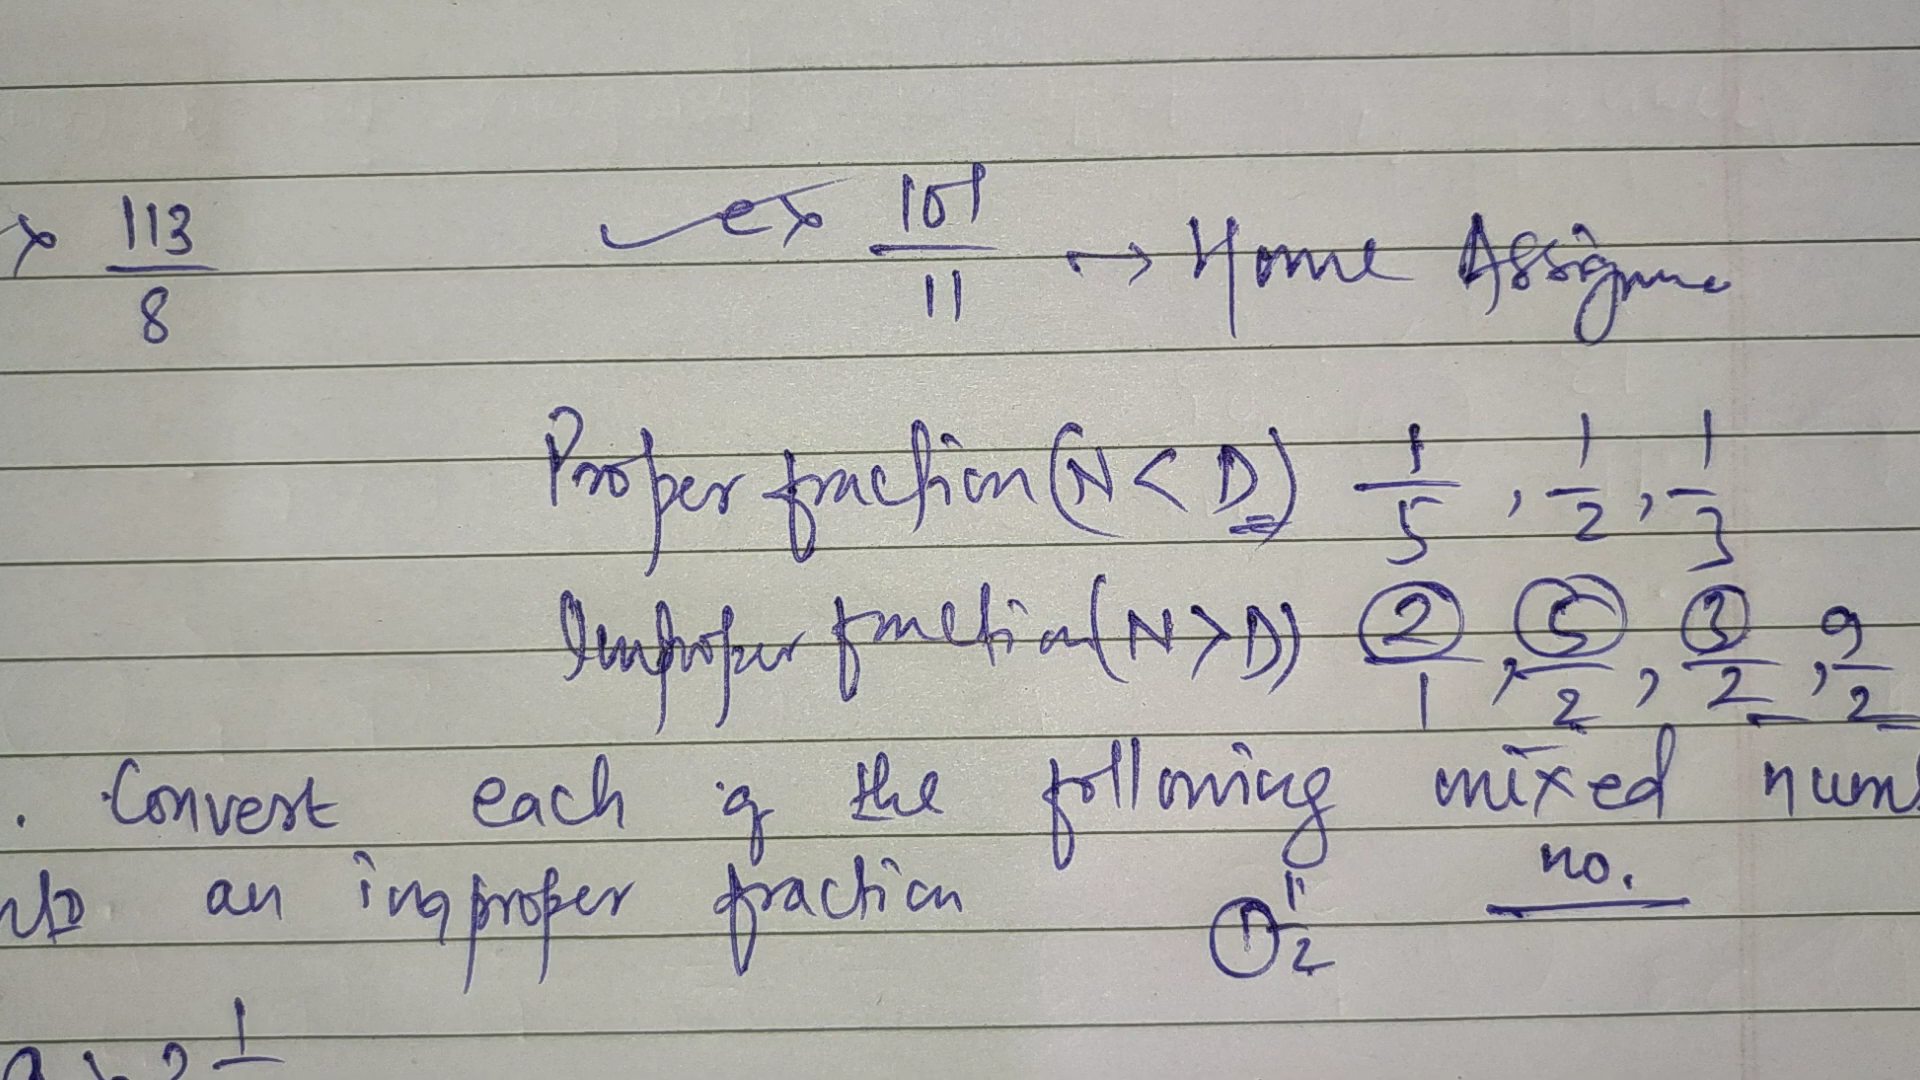 113/8 ex 101/11 → Home Assignme
Proper fraction (N < D) 1/5, 1/2, 1/3
Improper fraction (N > D) 2/1, 5/2, 3/2, 9/2
. Convert each of the following mixed num
an improper fraction 1 1/2 no.
1